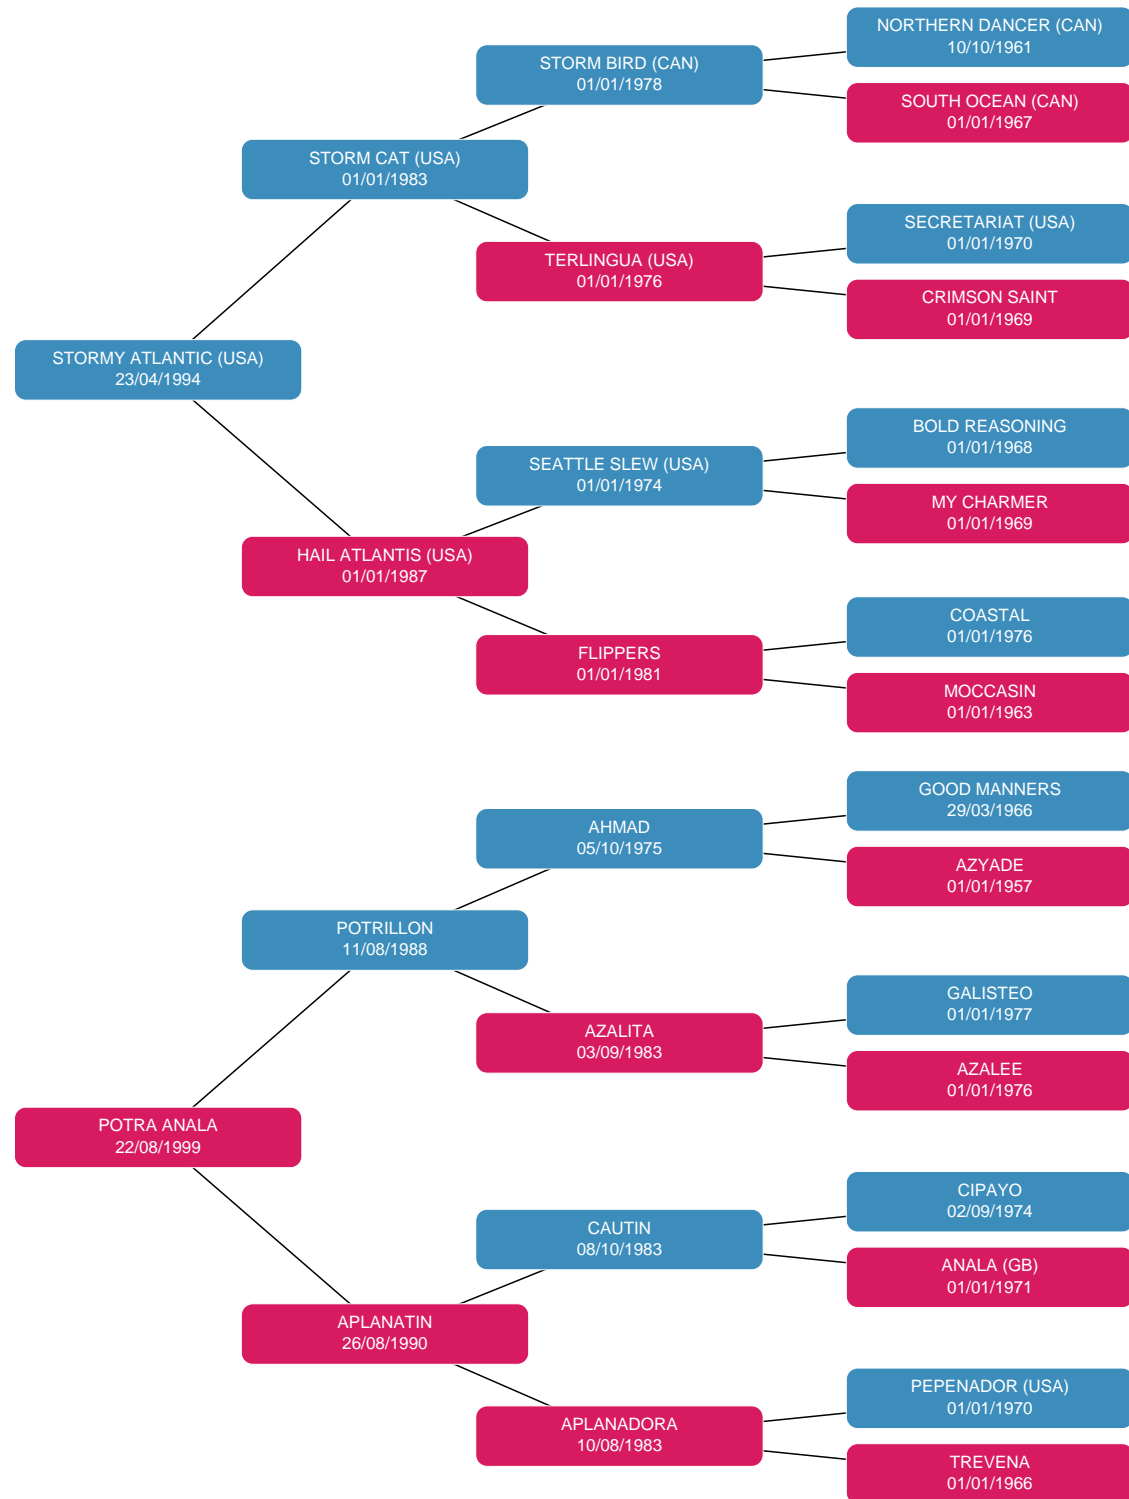 NORTHERN DANCER (CAN)
10/10/1961
STORM BIRD (CAN)
01/01/1978
SOUTH OCEAN (CAN)
01/01/1967
STORM CAT (USA)
01/01/1983
SECRETARIAT (USA)
01/01/1970
TERLINGUA (USA)
01/01/1976
CRIMSON SAINT
01/01/1969
STORMY ATLANTIC (USA)
23/04/1994
BOLD REASONING
01/01/1968
SEATTLE SLEW (USA)
01/01/1974
MY CHARMER
01/01/1969
HAIL ATLANTIS (USA)
01/01/1987
COASTAL
01/01/1976
FLIPPERS
01/01/1981
MOCCASIN
01/01/1963
GOOD MANNERS
29/03/1966
AHMAD
05/10/1975
AZYADE
01/01/1957
POTRILLON
11/08/1988
GALISTEO
01/01/1977
AZALITA
03/09/1983
AZALEE
01/01/1976
POTRA ANALA
22/08/1999
CIPAYO
02/09/1974
CAUTIN
08/10/1983
ANALA (GB)
01/01/1971
APLANATIN
26/08/1990
PEPENADOR (USA)
01/01/1970
APLANADORA
10/08/1983
TREVENA
01/01/1966